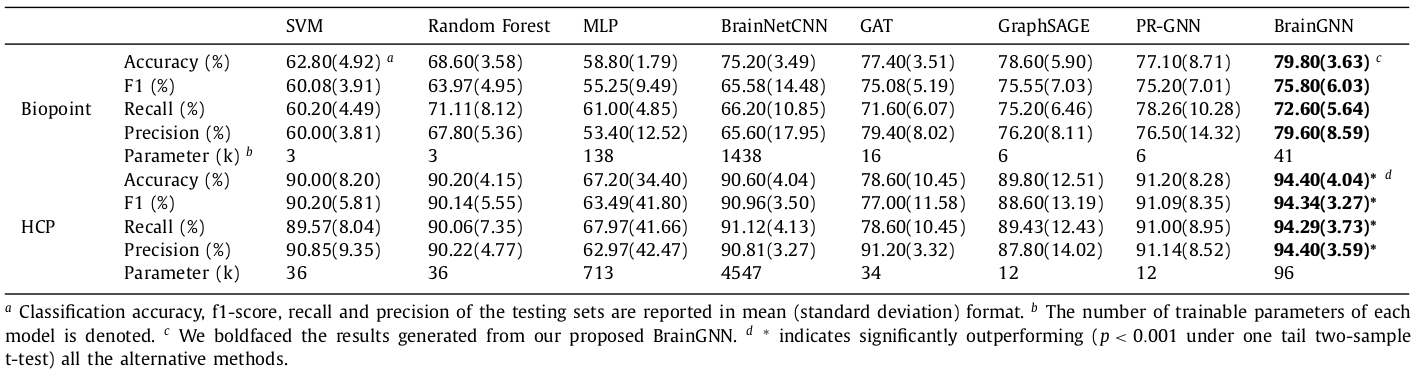 SVM Random Forest MLP BrainNetCNN GAT GraphSAGE PR-GNN BrainGNN
Accuracy (%) 62.80(4.92) a 68.60(3.58) 58.80(1.79) 75.20(3.49) 77.40(3.51) 78.60(5.90) 77.10(8.71) 79.80(3.63) c
F1 (%) 60.08(3.91) 63.97(4.95) 55.25(9.49) 65.58(14.48) 75.08(5.19) 75.55(7.03) 75.20(7.01) 75.80(6.03)
Biopoint Recall (%) 60.20(4.49) 71.11(8.12) 61.00(4.85) 66.20(10.85) 71.60(6.07) 75.20(6.46) 78.26(10.28) 72.60(5.64)
Precision (%) 60.00(3.81) 67.80(5.36) 53.40(12.52) 65.60(17.95) 79.40(8.02) 76.20(8.11) 76.50(14.32) 79.60(8.59)
Parameter (k) b 3 3 138 1438 16 6 6 41
Accuracy (%) 90.00(8.20) 90.20(4.15) 67.20(34.40) 90.60(4.04) 78.60(10.45) 89.80(12.51) 91.20(8.28) 94.40(4.04)* d
F1 (%) 90.20(5.81) 90.14(5.55) 63.49(41.80) 90.96(3.50) 77.00(11.58) 88.60(13.19) 91.09(8.35) 94.34(3.27)*
HCP Recall (%) 89.57(8.04) 90.06(7.35) 67.97(41.66) 91.12(4.13) 78.60(10.45) 89.43(12.43) 91.00(8.95) 94.29(3.73)*
Precision (%) 90.85(9.35) 90.22(4.77) 62.97(42.47) 90.81(3.27) 91.20(3.32) 87.80(14.02) 91.14(8.52) 94.40(3.59)*
Parameter (k) 36 36 713 4547 34 12 12 96
a Classification accuracy, f1-score, recall and precision of the testing sets are reported in mean (standard deviation) format. b The number of trainable parameters of each
model is denoted. c We boldfaced the results generated from our proposed BrainGNN. d * indicates significantly outperforming (p < 0.001 under one tail two-sample
t-test) all the alternative methods.